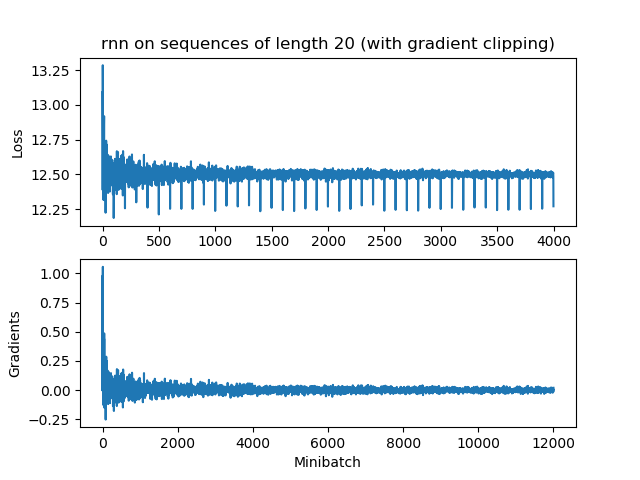 rnn on sequences of length 20 (with gradient clipping)
13.25
13.00
12.75
12.50
12.25
Loss
0 500 1000 1500 2000 2500 3000 3500 4000
1.00
0.75
0.50
0.25
0.00
−0.25
Gradients
0 2000 4000 6000 8000 10000 12000
Minibatch